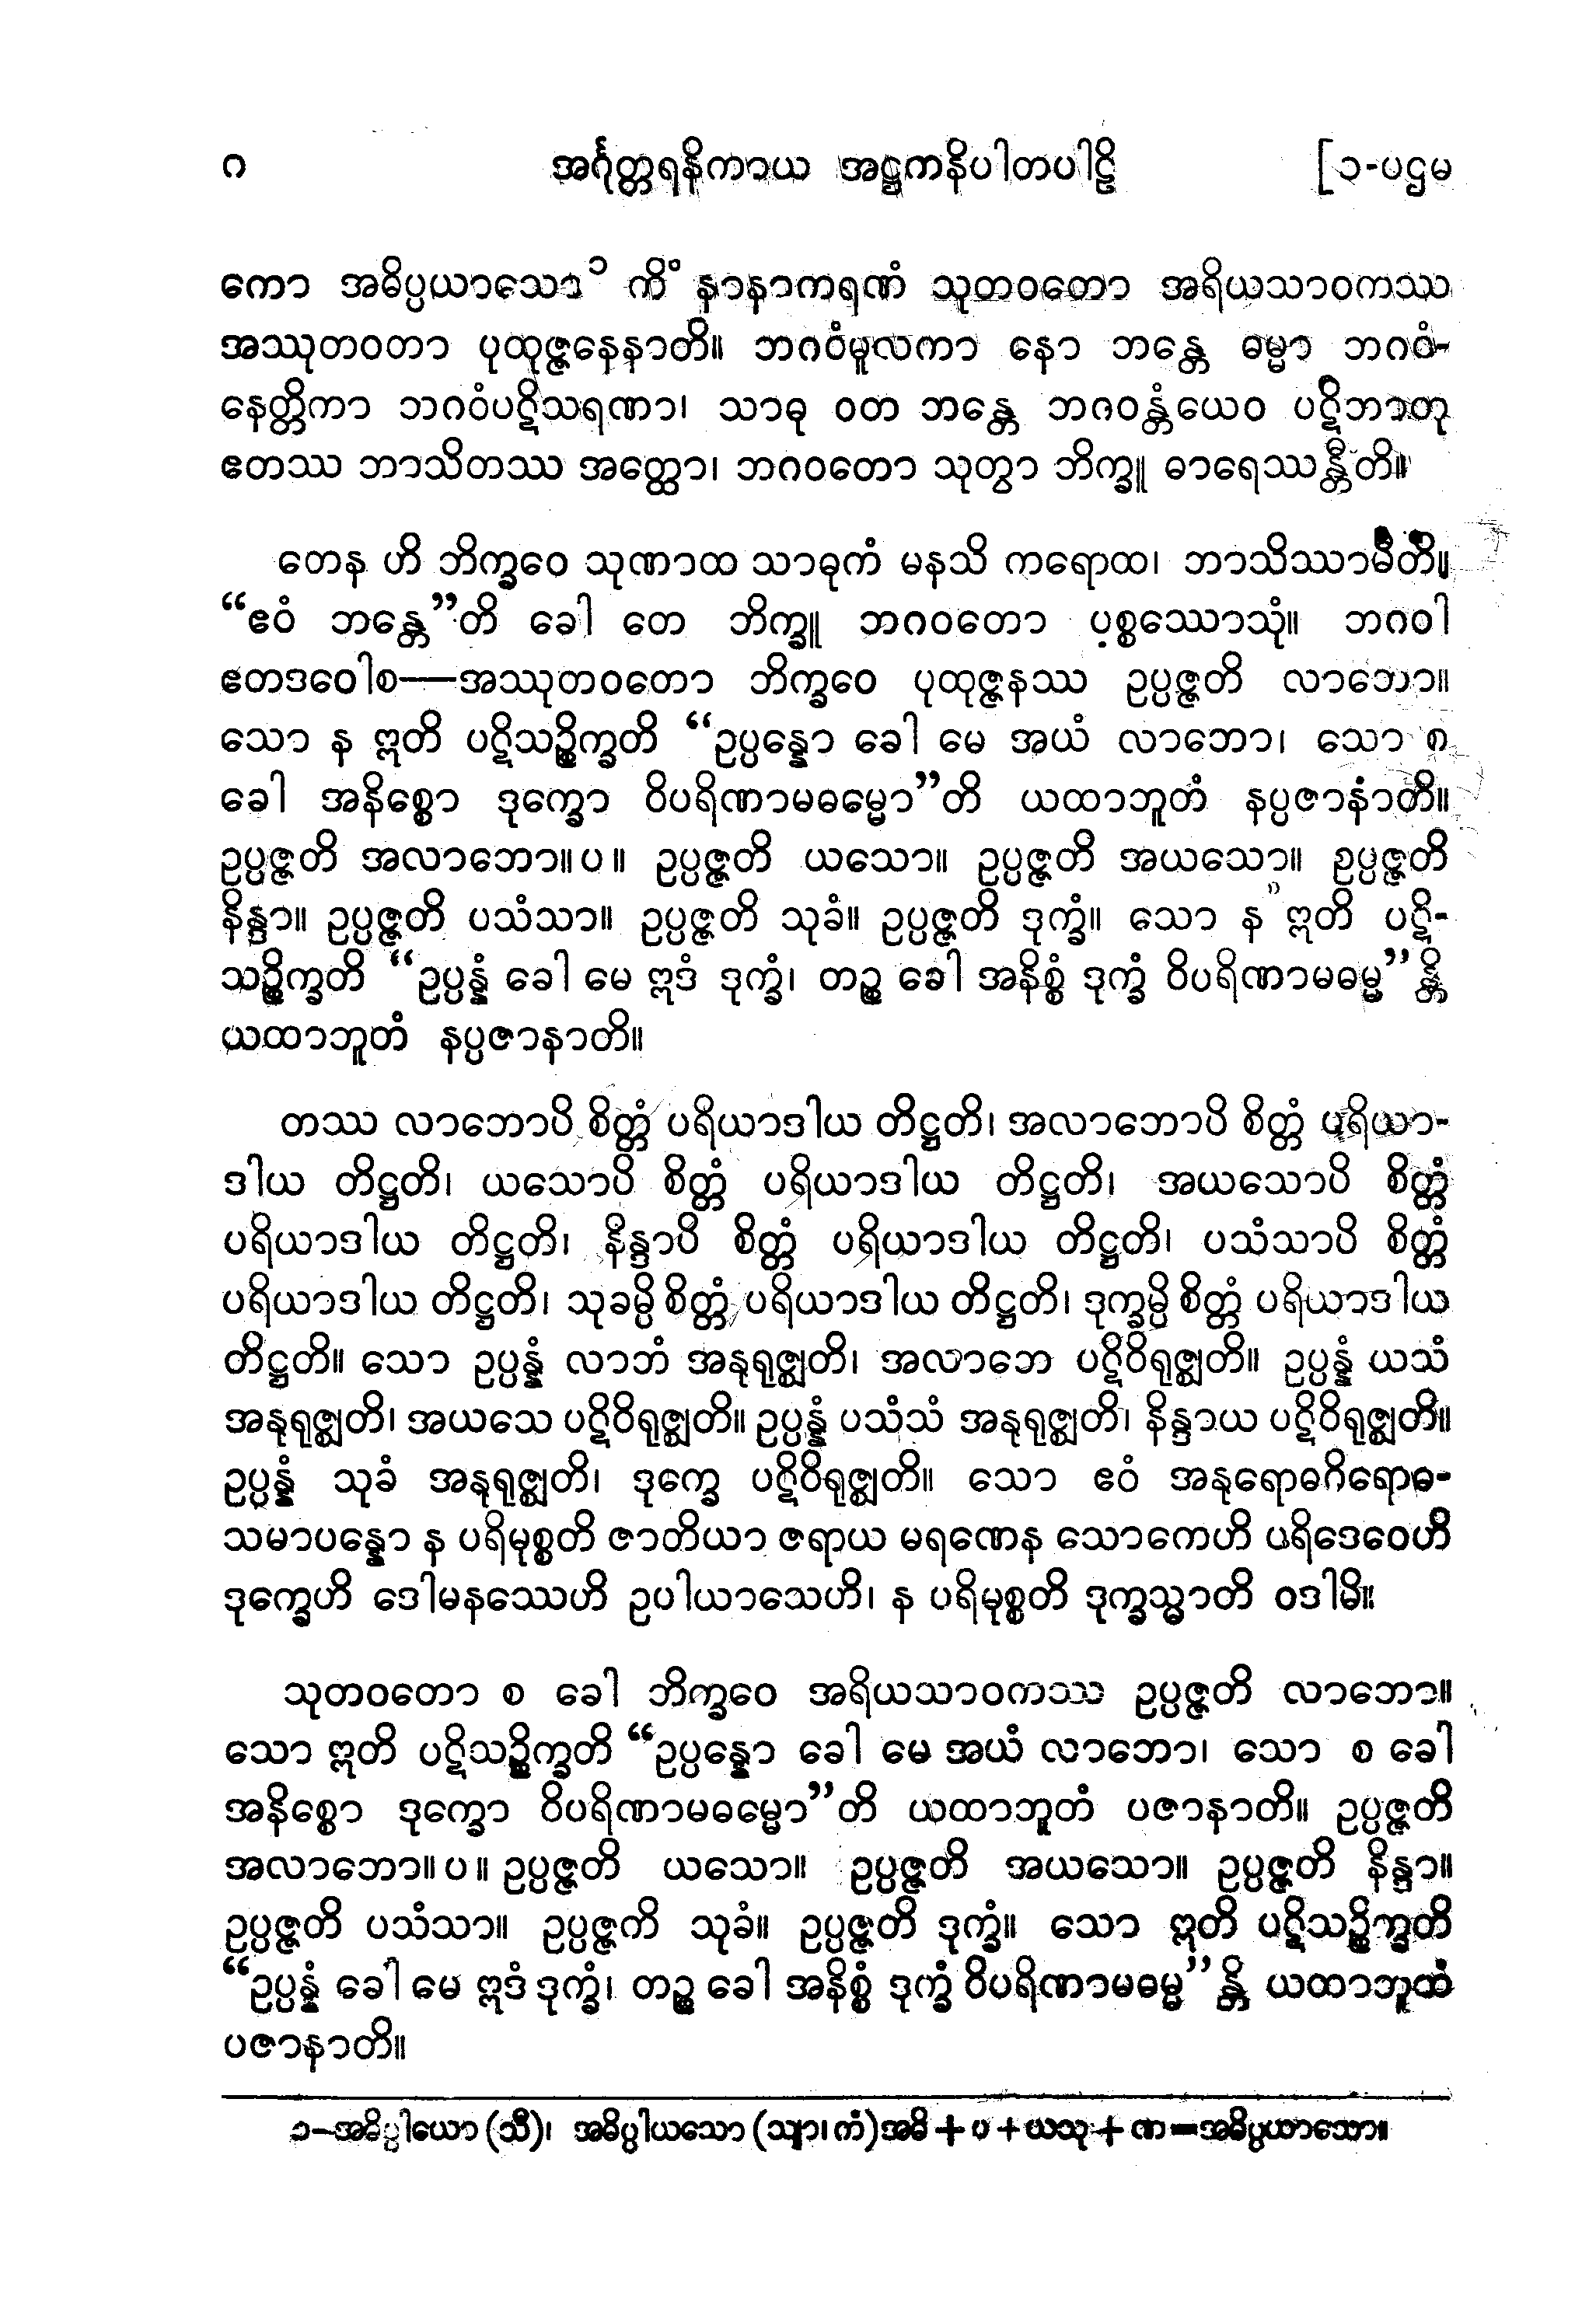 ဂ အင်္ဂုတ္တရနိကာယ အဋ္ဌကနိပါတပါဠိ [၁-ပဌမ
ကော အဓိပ္ပယာသော၁ ကိံ နာနာကရဏံ သုတဝတော အရိယသာဝကဿ
အဿုတဝတာ ပုထုဇ္ဇနေနာတိ။ ဘဂဝံမူလကာ နော ဘန္တေ ဓမ္မာ ဘဂဝံ-
နေတ္တိကာ ဘဂဝံပဋိသရဏာ၊ သာဓု ဝတ ဘန္တေ ဘဂဝန္တံယေဝ ပဋိဘာတု
ဧတဿ ဘာသိတဿ အတ္ထော၊ ဘဂဝတော သုတွာ ဘိက္ခူ ဓာရေဿန္တီတိ။
တေန ဟိ ဘိက္ခဝေ သုဏာထ သာဓုကံ မနသိ ကရောထ၊ ဘာသိဿာမီတိ။
“ဧဝံ ဘန္တေ”တိ ခေါ တေ ဘိက္ခူ ဘဂဝတော ပစ္စဿောသုံ။ ဘဂဝါ
ဧတဒဝေါစ—အဿုတဝတော ဘိက္ခဝေ ပုထုဇ္ဇနဿ ဥပ္ပဇ္ဇတိ လာဘော။
သော န ဣတိ ပဋိသဉ္စိက္ခတိ “ဥပ္ပန္နော ခေါ မေ အယံ လာဘော၊ သော စ
ခေါ အနိစ္စော ဒုက္ခော ဝိပရိဏာမဓမ္မော”တိ ယထာဘူတံ နပ္ပဇာနာတိ။
ဥပ္ပဇ္ဇတိ အလာဘော။ပ။ ဥပ္ပဇ္ဇတိ ယသော။ ဥပ္ပဇ္ဇတိ အယသော။ ဥပ္ပဇ္ဇတိ
နိန္ဒာ။ ဥပ္ပဇ္ဇတိ ပသံသာ။ ဥပ္ပဇ္ဇတိ သုခံ။ ဥပ္ပဇ္ဇတိ ဒုက္ခံ။ သော န ဣတိ ပဋိ-
သဉ္စိက္ခတိ “ဥပ္ပန္နံ ခေါ မေ ဣဒံ ဒုက္ခံ၊ တဉ္စ ခေါ အနိစ္စံ ဒုက္ခံ ဝိပရိဏာမဓမ္မ”န္တိ
ယထာဘူတံ နပ္ပဇာနာတိ။
တဿ လာဘောပိ စိတ္တံ ပရိယာဒါယ တိဋ္ဌတိ၊ အလာဘောပိ စိတ္တံ ပရိယာ-
ဒါယ တိဋ္ဌတိ၊ ယသောပိ စိတ္တံ ပရိယာဒါယ တိဋ္ဌတိ၊ အယသောပိ စိတ္တံ
ပရိယာဒါယ တိဋ္ဌတိ၊ နိန္ဒာပိ စိတ္တံ ပရိယာဒါယ တိဋ္ဌတိ၊ ပသံသာပိ စိတ္တံ
ပရိယာဒါယ တိဋ္ဌတိ၊ သုခမ္ပိ စိတ္တံ ပရိယာဒါယ တိဋ္ဌတိ၊ ဒုက္ခမ္ပိ စိတ္တံ ပရိယာဒါယ
တိဋ္ဌတိ။ သော ဥပ္ပန္နံ လာဘံ အနုရုဇ္ဈတိ၊ အလာဘေ ပဋိဝိရုဇ္ဈတိ။ ဥပ္ပန္နံ ယသံ
အနုရုဇ္ဈတိ၊ အယသေ ပဋိဝိရုဇ္ဈတိ။ ဥပ္ပန္နံ ပသံသံ အနုရုဇ္ဈတိ၊ နိန္ဒာယ ပဋိဝိရုဇ္ဈတိ။
ဥပ္ပန္နံ သုခံ အနုရုဇ္ဈတိ၊ ဒုက္ခေ ပဋိဝိရုဇ္ဈတိ။ သော ဧဝံ အနုရောဓဂိရောဓ-
သမာပန္နော န ပရိမုစ္စတိ ဇာတိယာ ဇရာယ မရဏေန သောကေဟိ ပရိဒေဝေဟိ
ဒုက္ခေဟိ ဒေါမနဿေဟိ ဥပါယာသေဟိ၊ န ပရိမုစ္စတိ ဒုက္ခသ္မာတိ ဝဒါမိ။
သုတဝတော စ ခေါ ဘိက္ခဝေ အရိယသာဝကဿ ဥပ္ပဇ္ဇတိ လာဘော။
သော ဣတိ ပဋိသဉ္စိက္ခတိ “ဥပ္ပန္နော ခေါ မေ အယံ လာဘော၊ သော စ ခေါ
အနိစ္စော ဒုက္ခော ဝိပရိဏာမဓမ္မော”တိ ယထာဘူတံ ပဇာနာတိ။ ဥပ္ပဇ္ဇတိ
အလာဘော။ပ။ ဥပ္ပဇ္ဇတိ ယသော။ ဥပ္ပဇ္ဇတိ အယသော။ ဥပ္ပဇ္ဇတိ နိန္ဒာ။
ဥပ္ပဇ္ဇတိ ပသံသာ။ ဥပ္ပဇ္ဇကိ သုခံ။ ဥပ္ပဇ္ဇတိ ဒုက္ခံ။ သော ဣတိ ပဋိသဉ္စိက္ခတိ
“ဥပ္ပန္နံ ခေါ မေ ဣဒံ ဒုက္ခံ၊ တဉ္စ ခေါ အနိစ္စံ ဒုက္ခံ ဝိပရိဏာမဓမ္မ”န္တိ ယထာဘူတံ
ပဇာနာတိ။
၁-အဓိပ္ပါယော (သီ)၊ အဓိပ္ပါယသော (သျာ၊ကံ) အဓိ+ပ+ယသု+ဏ=အဓိပ္ပယာသော။